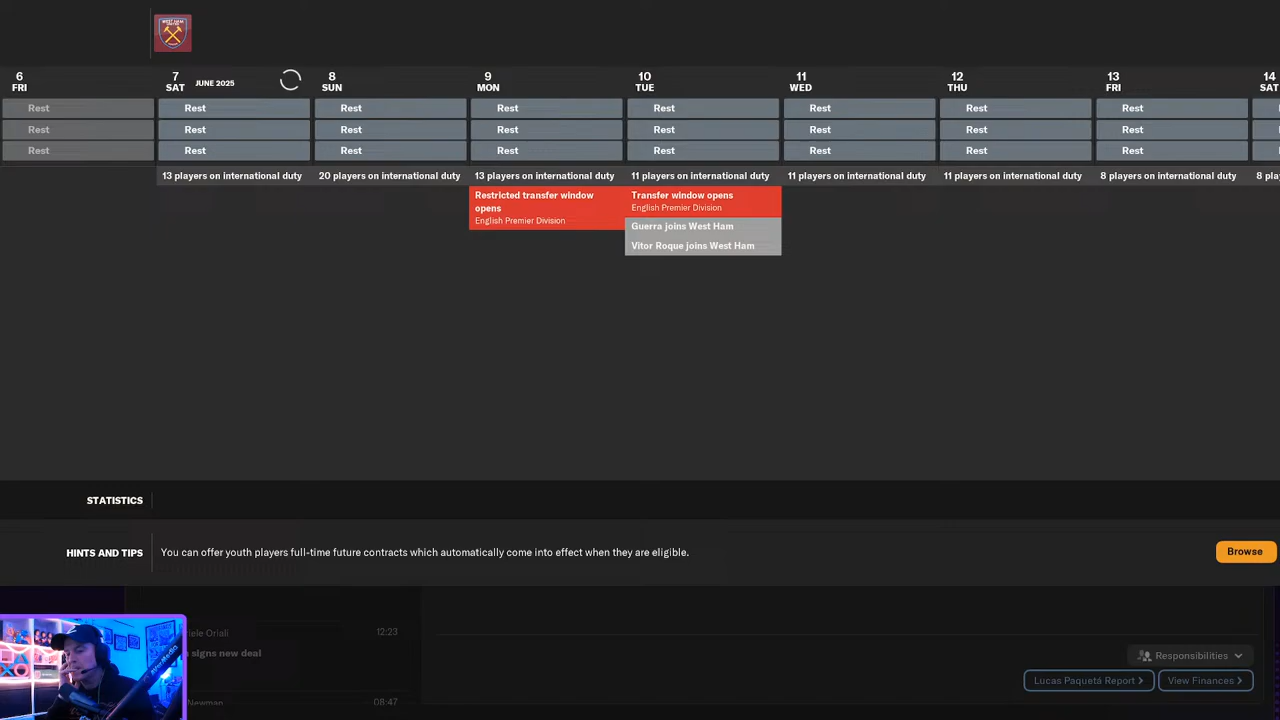 WEST HAM
6
FRI
7
SAT
JUNE 2025
8
SUN
9
MON
10
TUE
11
WED
12
THU
13
FRI
14
SAT
Rest Rest Rest Rest Rest Rest Rest Rest
Rest Rest Rest Rest Rest Rest Rest Rest
Rest Rest Rest Rest Rest Rest Rest Rest
13 players on international duty
20 players on international duty
13 players on international duty
11 players on international duty
11 players on international duty
11 players on international duty
8 players on international duty
8 play
Restricted transfer window
opens
English Premier Division
Transfer window opens
English Premier Division
Guerra joins West Ham
Vitor Roque joins West Ham
STATISTICS
HINTS AND TIPS
You can offer youth players full-time future contracts which automatically come into effect when they are eligible.
Browse
iele Oriali
12:23
signs new deal
Newman
08:47
Responsibilities
Lucas Paquetá Report
View Finances